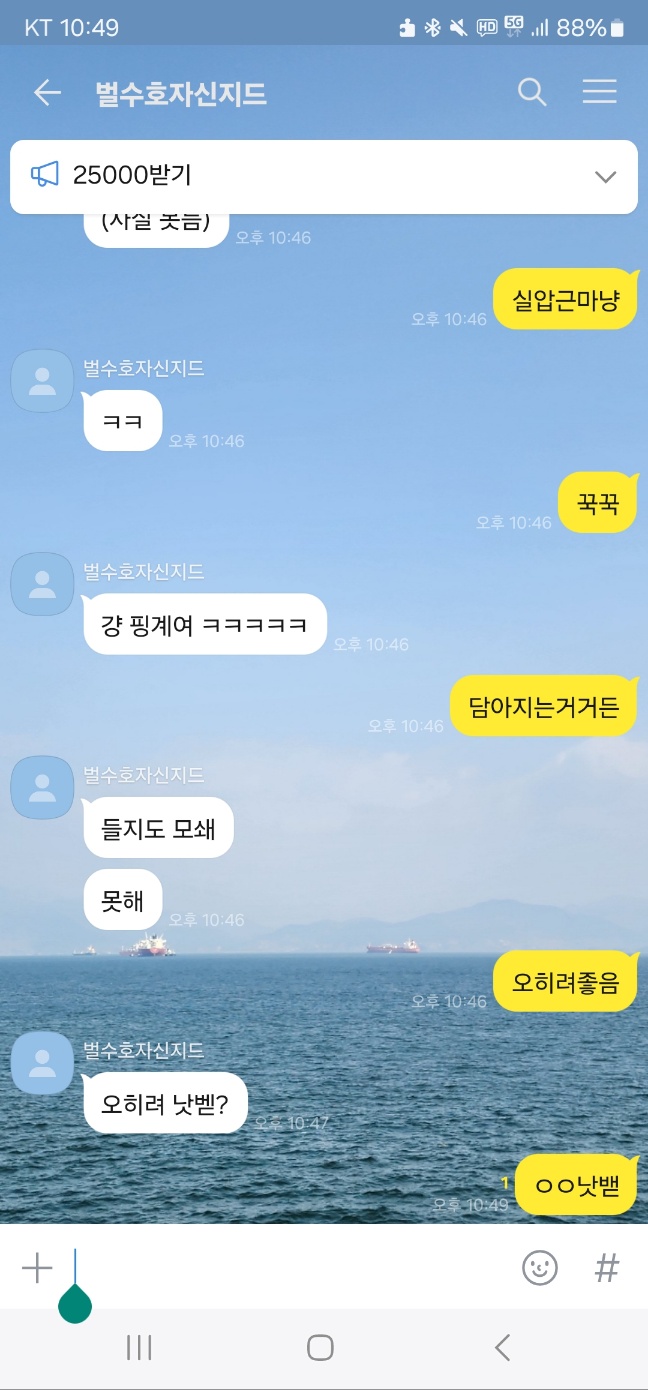 KT 10:49
HD 5G 88%
벌수호자신지드
25000받기
(사실 못듬)
오후 10:46
실압근마냥
오후 10:46
벌수호자신지드
ㅋㅋ
오후 10:46
꾹꾹
오후 10:46
벌수호자신지드
걍 핑계여 ㅋㅋㅋㅋㅋ
오후 10:46
담아지는거거든
오후 10:46
벌수호자신지드
들지도 모쇄
못해
오후 10:46
오히려좋음
오후 10:46
벌수호자신지드
오히려 낫벧?
오후 10:47
ㅇㅇ낫밷
1
오후 10:49
#